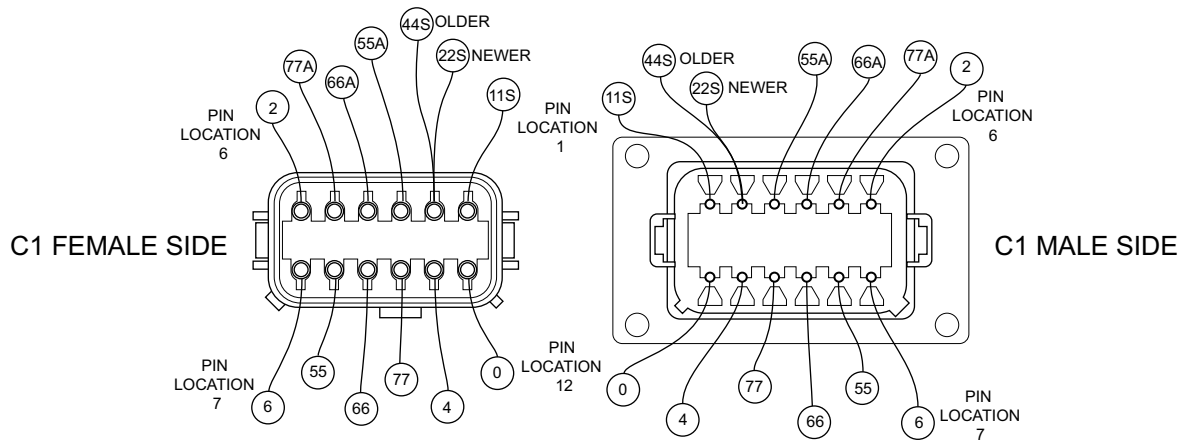 44S OLDER
55A
22S NEWER
77A
66A
11S
2
PIN
LOCATION
6
PIN
LOCATION
1
C1 FEMALE SIDE
PIN
LOCATION
7
6
55
66
77
4
0
PIN
LOCATION
12
44S OLDER
22S NEWER
11S
55A
66A
77A
2
PIN
LOCATION
6
C1 MALE SIDE
0
4
77
66
55
6
PIN
LOCATION
7